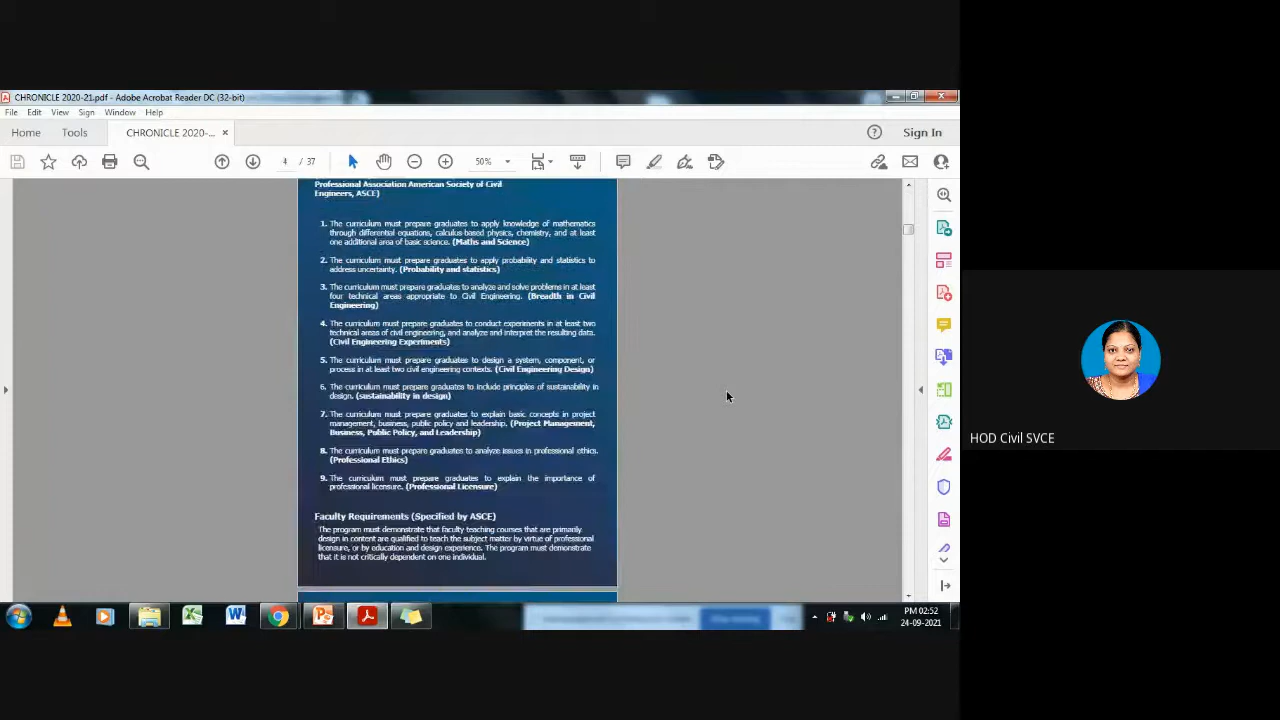 CHRONICLE 2020-21.pdf - Adobe Acrobat Reader DC (32-bit)
File Edit View Sign Window Help
Home Tools CHRONICLE 2020-... × Sign In
4 / 37 50%
Professional Association American Society of Civil
Engineers, ASCE)
1. The curriculum must prepare graduates to apply knowledge of mathematics
through differential equations, calculus-based physics, chemistry, and at least
one additional area of basic science. (Maths and Science)
2. The curriculum must prepare graduates to apply probability and statistics to
address uncertainty. (Probability and statistics)
3. The curriculum must prepare graduates to analyze and solve problems in at least
four technical areas appropriate to Civil Engineering. (Breadth in Civil
Engineering)
4. The curriculum must prepare graduates to conduct experiments in at least two
technical areas of civil engineering, and analyze and interpret the resulting data.
(Civil Engineering Experiments)
5. The curriculum must prepare graduates to design a system, component, or
process in at least two civil engineering contexts. (Civil Engineering Design)
6. The curriculum must prepare graduates to include principles of sustainability in
design. (sustainability in design)
7. The curriculum must prepare graduates to explain basic concepts in project
management, business, public policy and leadership. (Project Management,
Business, Public Policy, and Leadership)
8. The curriculum must prepare graduates to analyze issues in professional ethics.
(Professional Ethics)
9. The curriculum must prepare graduates to explain the importance of
professional licensure. (Professional Licensure)
Faculty Requirements (Specified by ASCE)
The program must demonstrate that faculty teaching courses that are primarily
design in content are qualified to teach the subject matter by virtue of professional
licensure, or by education and design experience. The program must demonstrate
that it is not critically dependent on one individual.
HOD Civil SVCE
PM 02:52
24-09-2021